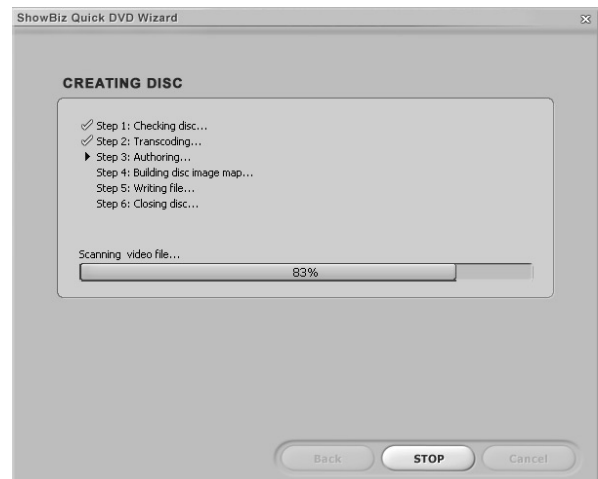 ShowBiz Quick DVD Wizard
CREATING DISC
Step 1: Checking disc...
Step 2: Transcoding...
Step 3: Authoring...
Step 4: Building disc image map...
Step 5: Writing file...
Step 6: Closing disc...
Scanning video file...
83%
Back STOP Cancel